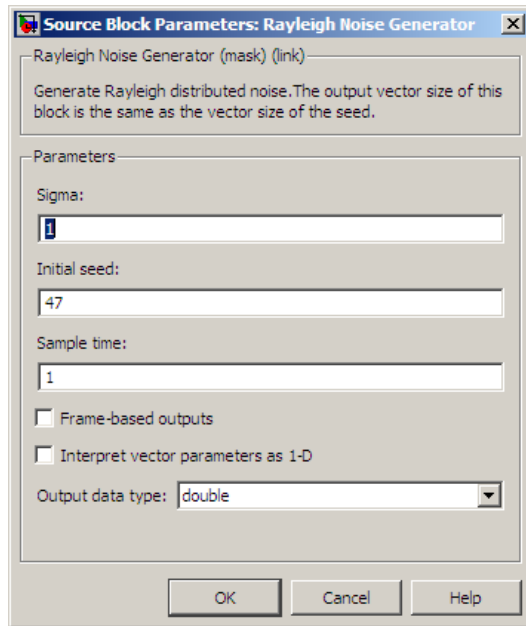 Source Block Parameters: Rayleigh Noise Generator
Rayleigh Noise Generator (mask) (link)
Generate Rayleigh distributed noise.The output vector size of this
block is the same as the vector size of the seed.
Parameters
Sigma:
1
Initial seed:
47
Sample time:
1
Frame-based outputs
Interpret vector parameters as 1-D
Output data type: double
OK Cancel Help